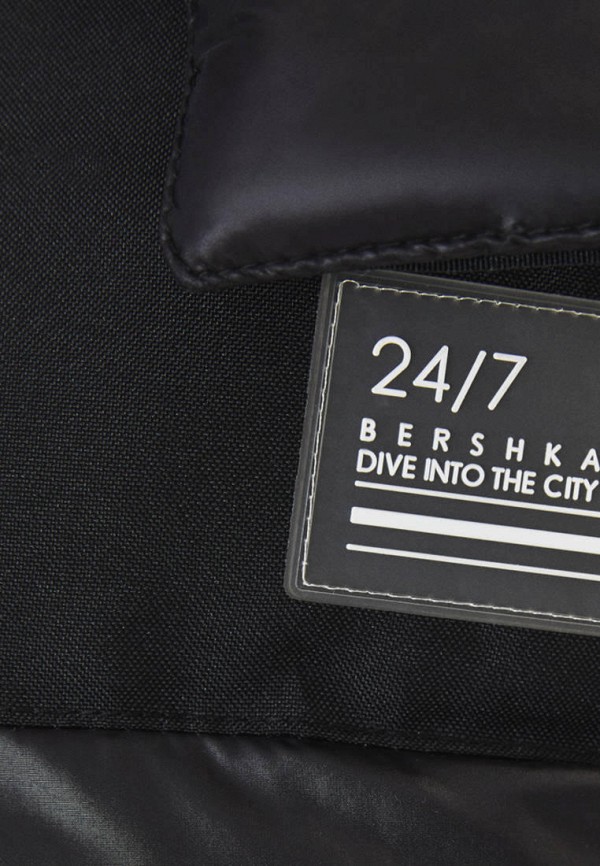 24/7
BERSHKA
DIVE INTO THE CITY